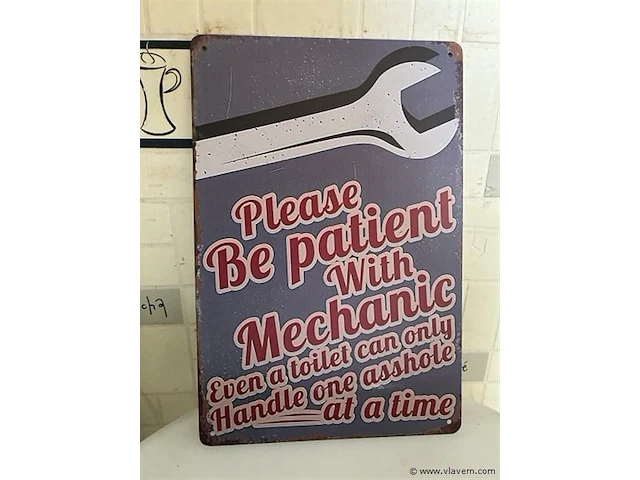 Please
Be patient
With
Mechanic
Even a toilet can only
Handle one asshole
at a time
© www.vlavem.com